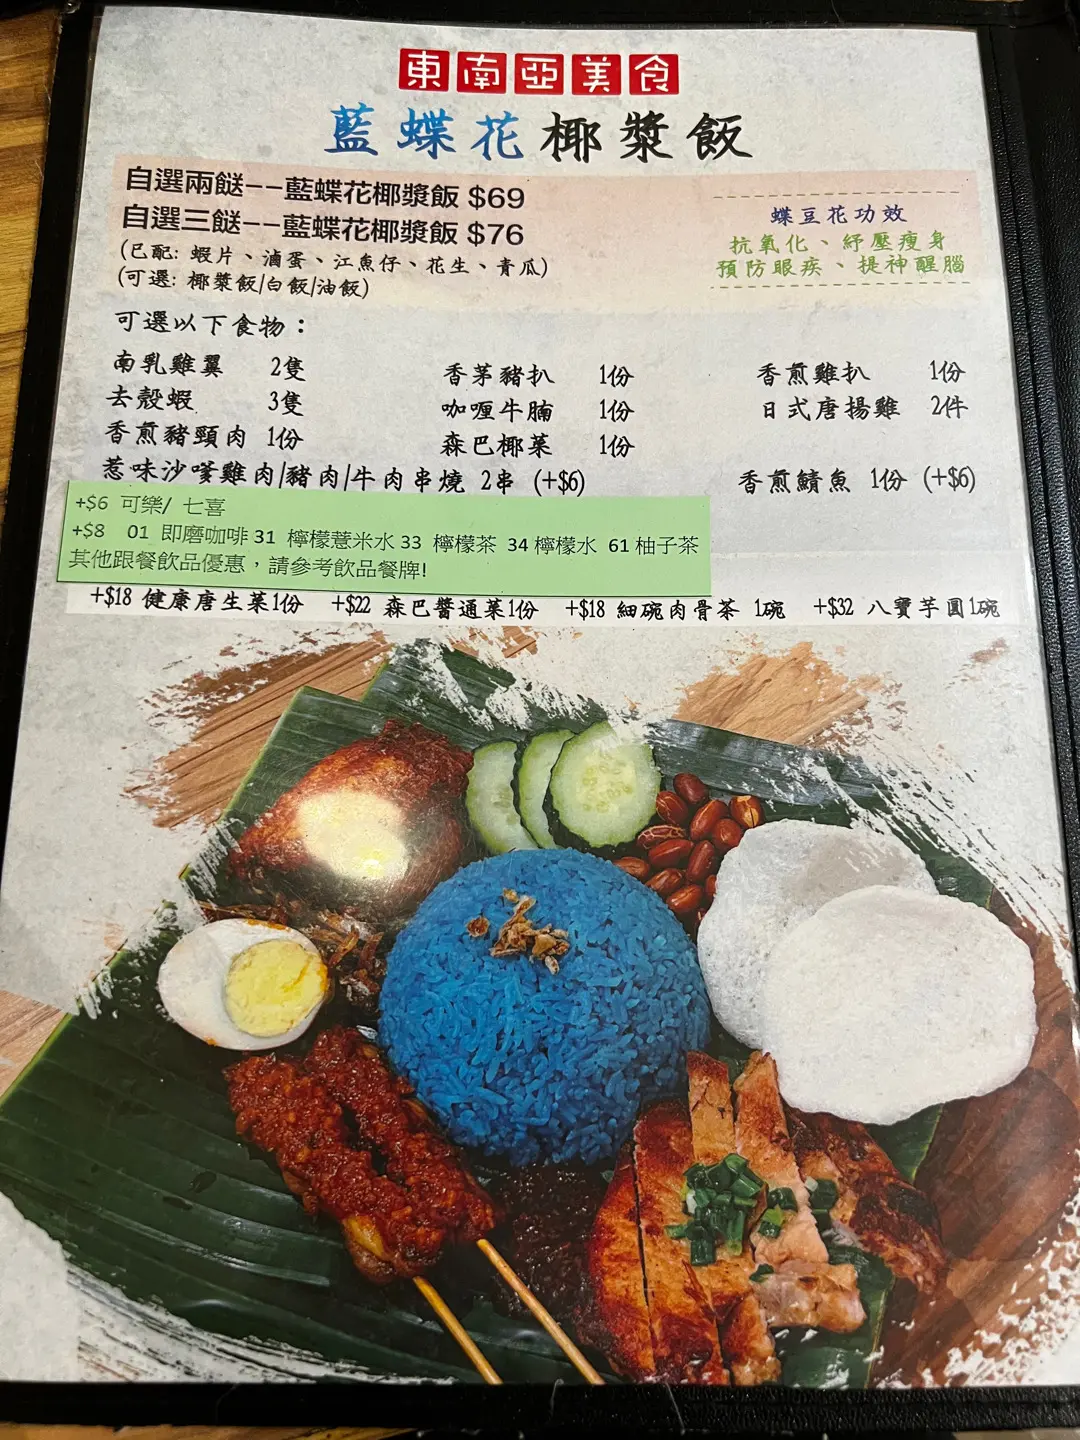 東南亞美食
藍蝶花椰漿飯
自選兩餸--藍蝶花椰漿飯 $69
自選三餸--藍蝶花椰漿飯 $76
(已配: 蝦片、滷蛋、江魚仔、花生、青瓜)
(可選: 椰漿飯/白飯/油飯)
蝶豆花功效
抗氧化、紓壓瘦身
預防眼疾、提神醒腦
可選以下食物：
南乳雞翼 2隻
香茅豬扒 1份
香煎雞扒 1份
去殼蝦 3隻
咖喱牛腩 1份
日式唐揚雞 2件
香煎豬頸肉 1份
森巴椰菜 1份
惹味沙嗲雞肉/豬肉/牛肉串燒 2串 (+$6)
香煎鯖魚 1份 (+$6)
+$6 可樂/ 七喜
+$8 01 即磨咖啡 31 檸檬薏米水 33 檸檬茶 34 檸檬水 61 柚子茶
其他跟餐飲品優惠，請參考飲品餐牌!
+$18 健康唐生菜1份 +$22 森巴醬通菜1份 +$18 細碗肉骨茶 1碗 +$32 八寶芋圓1碗